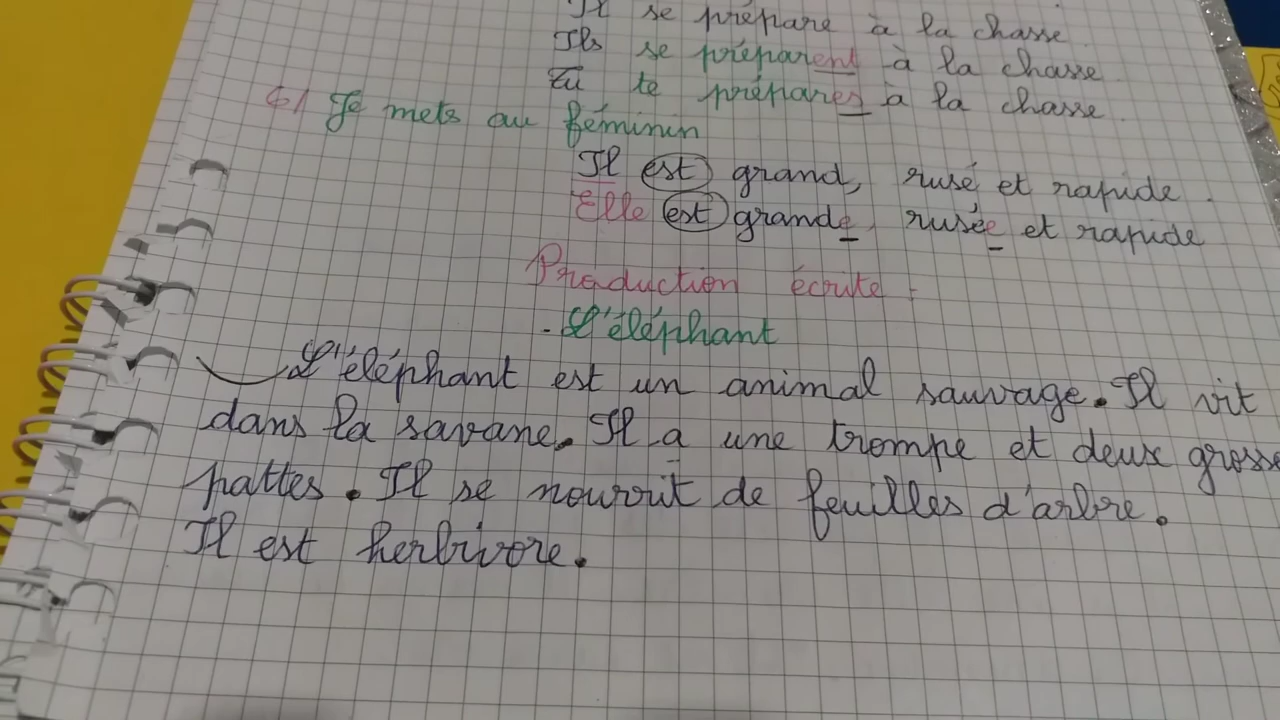 Il se prépare à la chasse
Ils se préparent à la chasse
Tu te prépares à la chasse.
6/ Je mets au féminin
Il est grand, rusé et rapide.
Elle est grande, rusée et rapide
Production écrite :
- L'éléphant
L'éléphant est un animal sauvage. Il vit
dans la savane. Il a une trompe et deux grosse
pattes. Il se nourrit de feuilles d'arbre.
Il est herbivore.